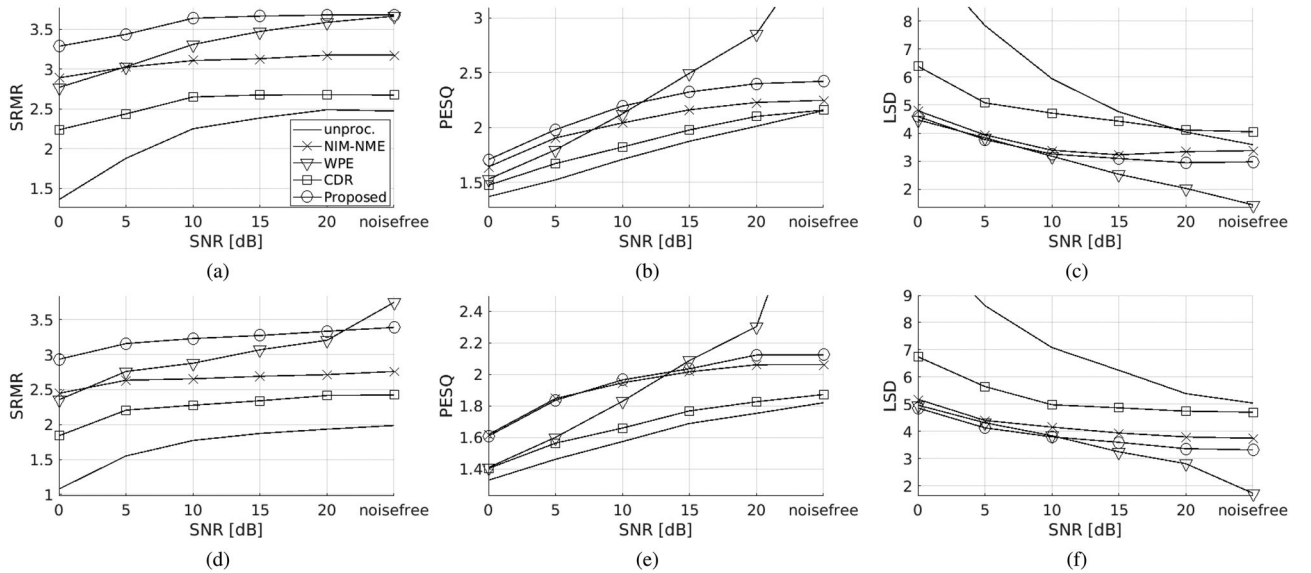 3.5
3
2.5
2
1.5
SRMR
0
5
10
15
20
noisefree
SNR [dB]
unproc.
NIM-NME
WPE
CDR
Proposed
(a)
3
2.5
2
1.5
PESQ
0
5
10
15
20
noisefree
SNR [dB]
(b)
8
7
6
5
4
3
2
LSD
0
5
10
15
20
noisefree
SNR [dB]
(c)
3.5
3
2.5
2
1.5
1
SRMR
0
5
10
15
20
noisefree
SNR [dB]
(d)
2.4
2.2
2
1.8
1.6
1.4
PESQ
0
5
10
15
20
noisefree
SNR [dB]
(e)
9
8
7
6
5
4
3
2
LSD
0
5
10
15
20
noisefree
SNR [dB]
(f)